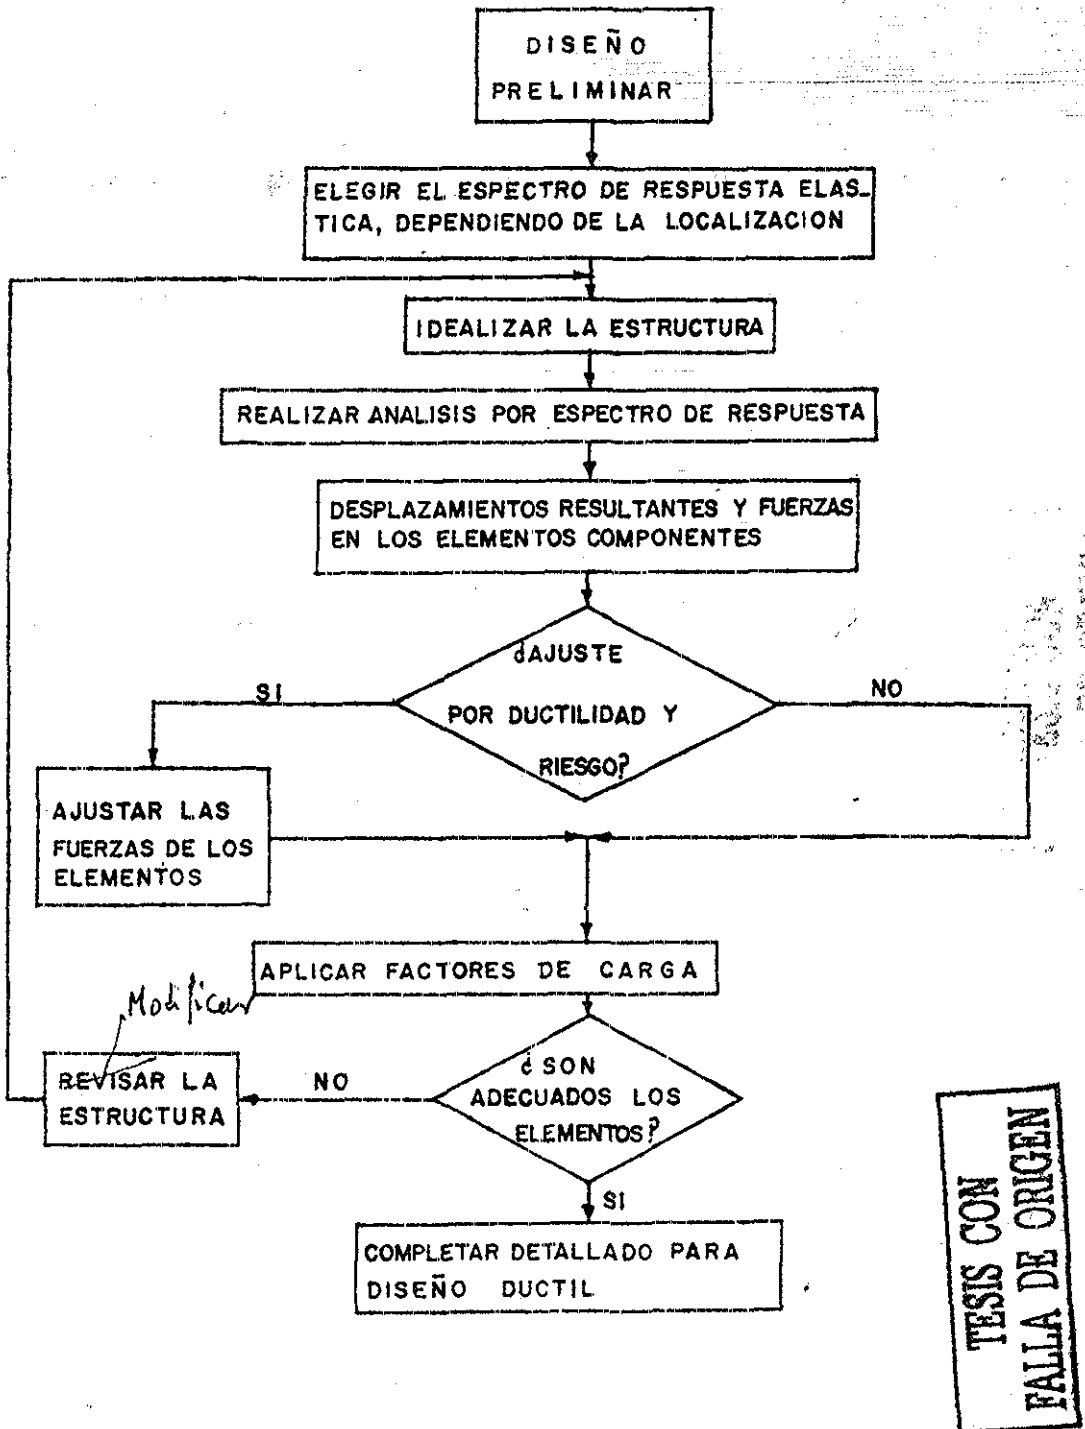 DISEÑO
PRELIMINAR
ELEGIR EL ESPECTRO DE RESPUESTA ELAS-
TICA, DEPENDIENDO DE LA LOCALIZACION
IDEALIZAR LA ESTRUCTURA
REALIZAR ANALISIS POR ESPECTRO DE RESPUESTA
DESPLAZAMIENTOS RESULTANTES Y FUERZAS
EN LOS ELEMENTOS COMPONENTES
¿AJUSTE
POR DUCTILIDAD Y
RIESGO?
SI
NO
AJUSTAR LAS
FUERZAS DE LOS
ELEMENTOS
APLICAR FACTORES DE CARGA
Modificar
¿SON
ADECUADOS LOS
ELEMENTOS?
NO
REVISAR LA
ESTRUCTURA
SI
COMPLETAR DETALLADO PARA
DISEÑO DUCTIL
TESIS CON
FALLA DE ORIGEN